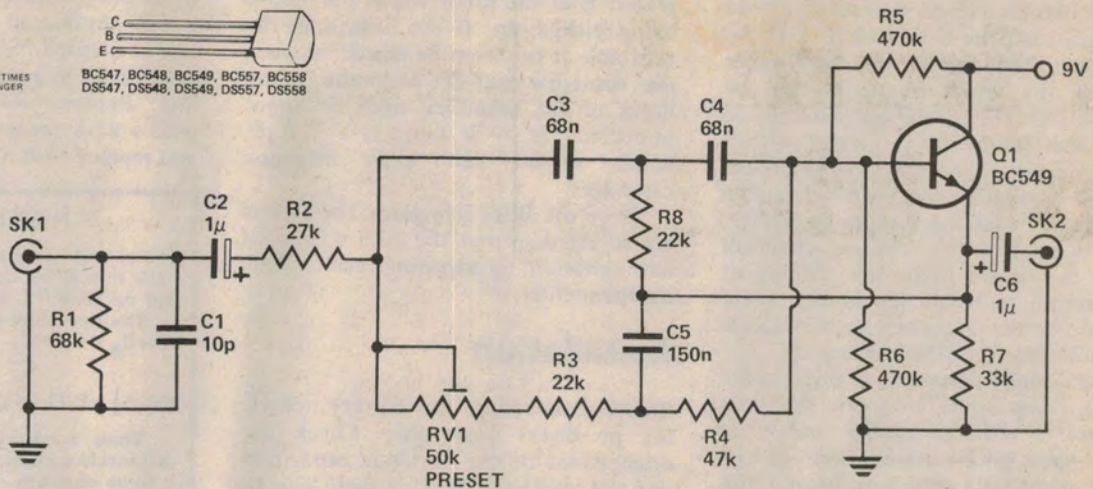 C
B
E
TIMES
NGER
BC547, BC548, BC549, BC557, BC558
DS547, DS548, DS549, DS557, DS558
R5
470k
9V
C3
68n
C4
68n
Q1
BC549
SK1
C2
1μ
+
R2
27k
R8
22k
SK2
+
C6
1μ
R1
68k
C1
10p
C5
150n
R6
470k
R7
33k
R3
22k
R4
47k
RV1
50k
PRESET